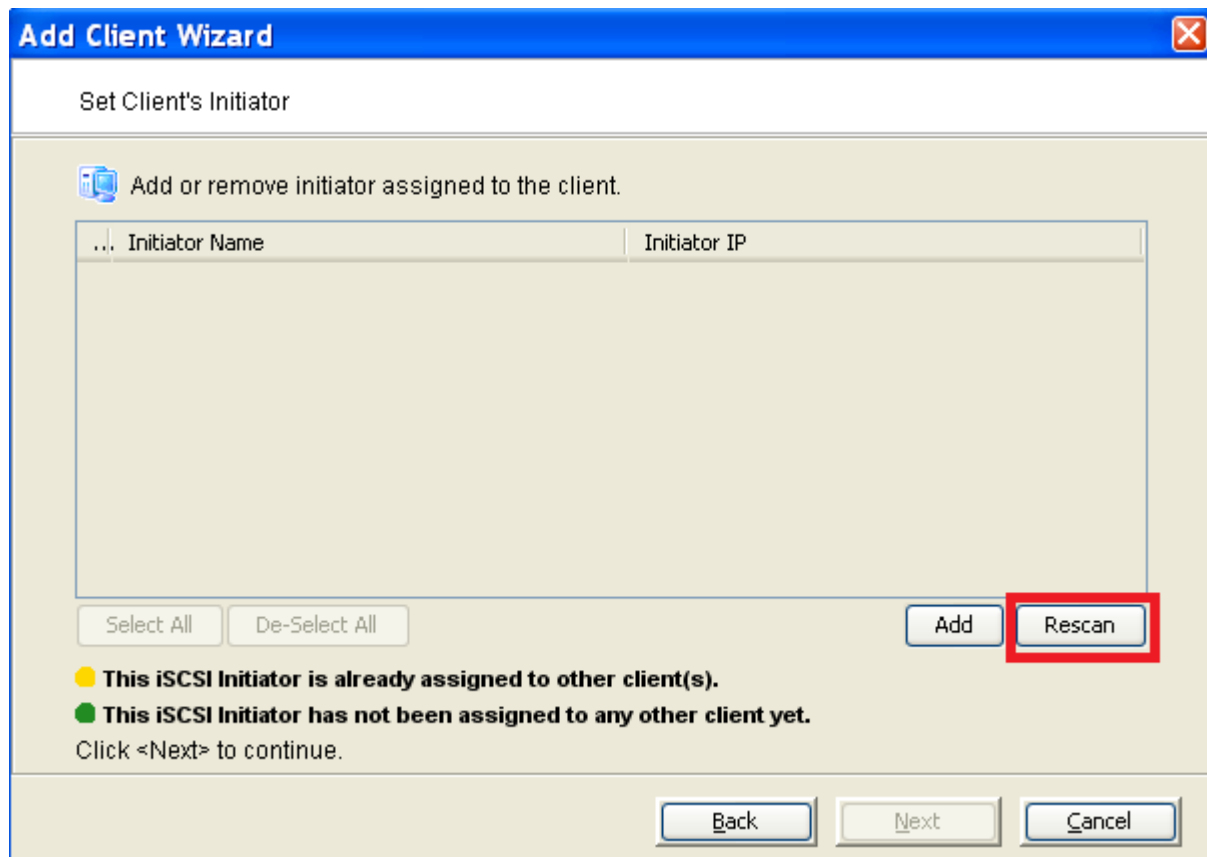 Add Client Wizard
Set Client's Initiator
Add or remove initiator assigned to the client.
... Initiator Name Initiator IP
Select All De-Select All Add Rescan
This iSCSI Initiator is already assigned to other client(s).
This iSCSI Initiator has not been assigned to any other client yet.
Click <Next> to continue.
Back Next Cancel